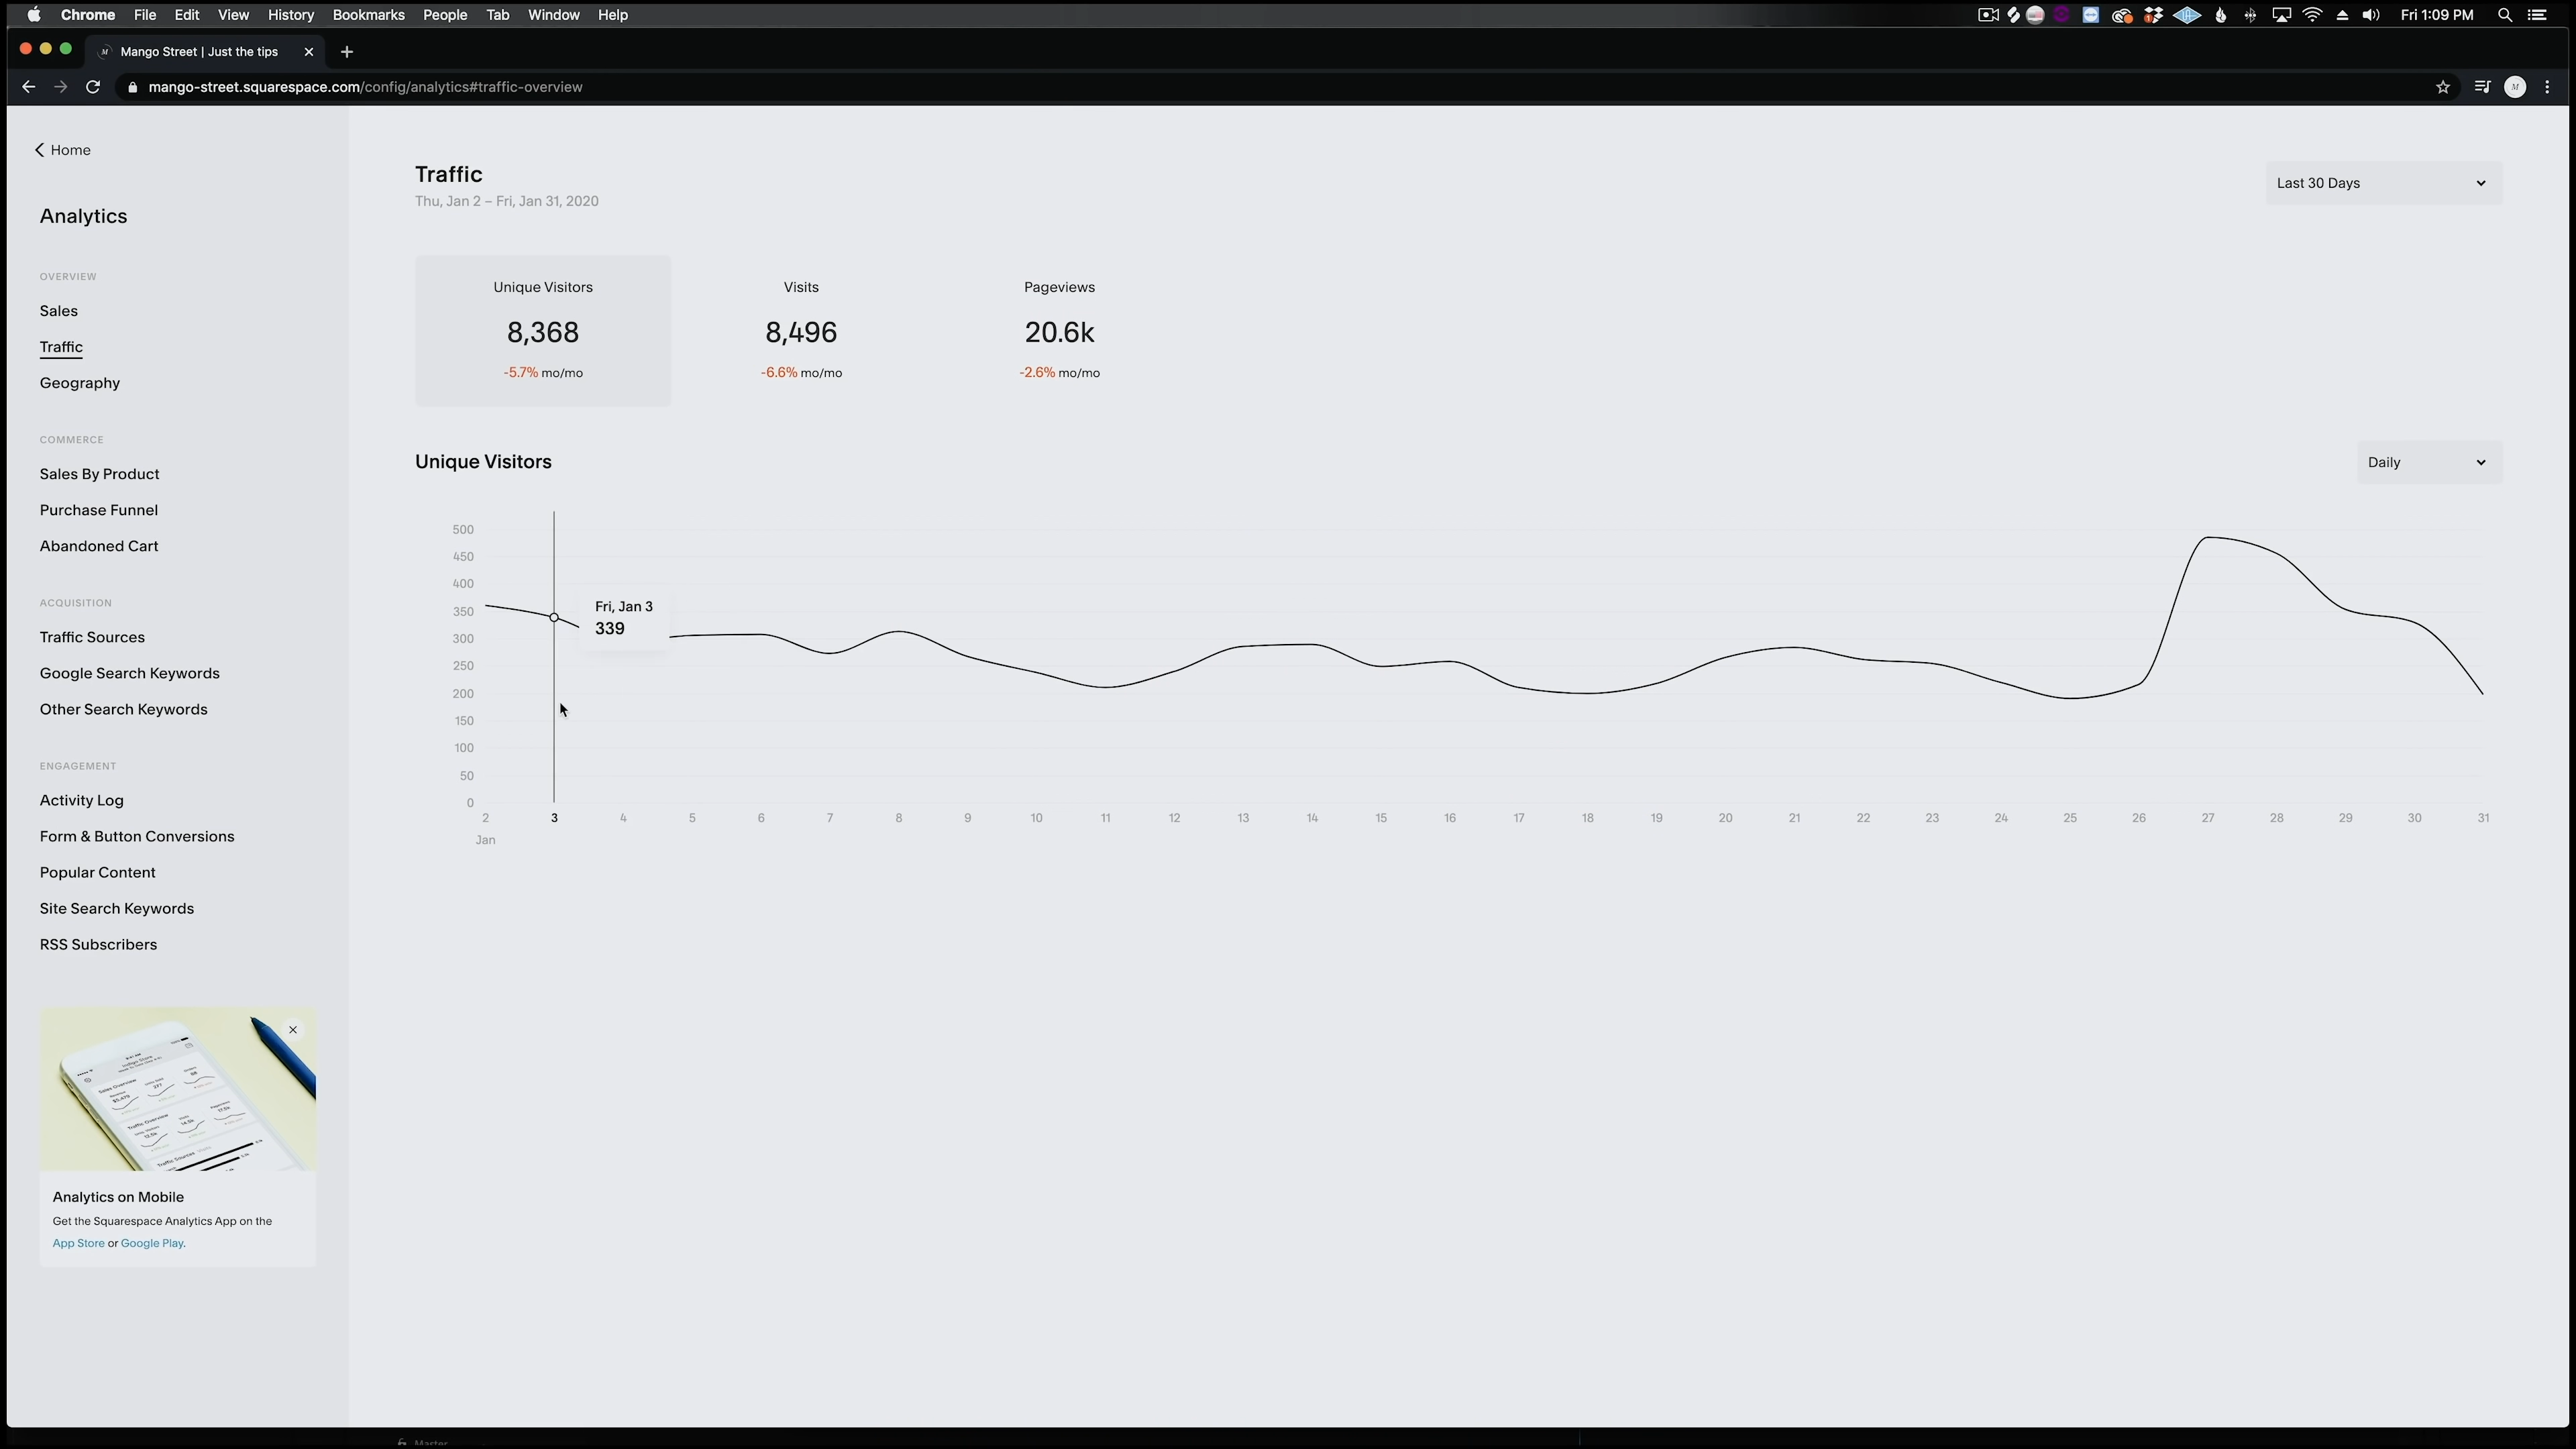 Chrome File Edit View History Bookmarks People Tab Window Help
Fri 1:09 PM
Mango Street | Just the tips
mango-street.squarespace.com/config/analytics#traffic-overview
Home
Analytics
OVERVIEW
Sales
Traffic
Geography
COMMERCE
Sales By Product
Purchase Funnel
Abandoned Cart
ACQUISITION
Traffic Sources
Google Search Keywords
Other Search Keywords
ENGAGEMENT
Activity Log
Form & Button Conversions
Popular Content
Site Search Keywords
RSS Subscribers
Analytics on Mobile
Get the Squarespace Analytics App on the
App Store or Google Play.
Traffic
Thu, Jan 2 – Fri, Jan 31, 2020
Last 30 Days
Unique Visitors
8,368
-5.7% mo/mo
Visits
8,496
-6.6% mo/mo
Pageviews
20.6k
-2.6% mo/mo
Unique Visitors
Daily
500
450
400
350
300
250
200
150
100
50
0
Fri, Jan 3
339
2 3 4 5 6 7 8 9 10 11 12 13 14 15 16 17 18 19 20 21 22 23 24 25 26 27 28 29 30 31
Jan